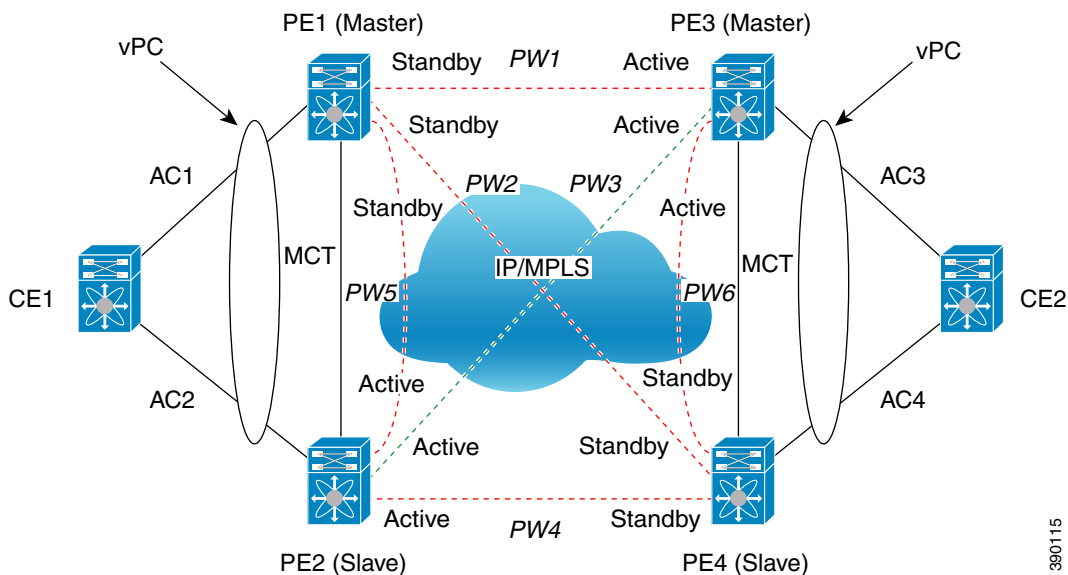 PE1 (Master)
PE3 (Master)
vPC
vPC
Standby
PW1
Active
Standby
Active
AC1
AC3
PW2
PW3
Standby
Active
MCT
IP/MPLS
MCT
CE1
PW5
PW6
CE2
Active
Standby
AC2
AC4
Active
Standby
Active
PW4
Standby
PE2 (Slave)
PE4 (Slave)
390115